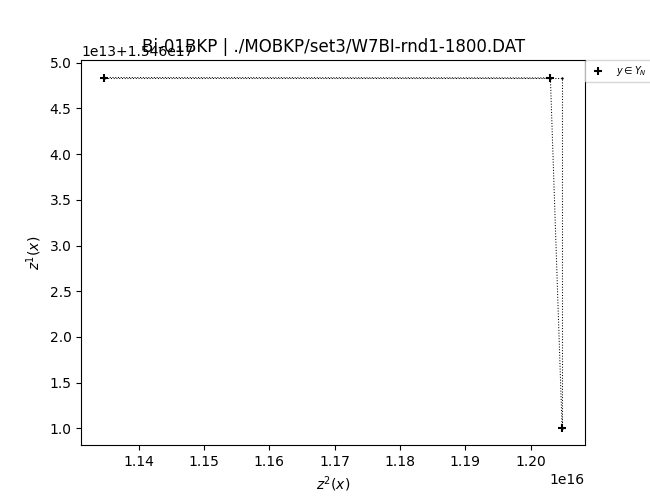 Bi-01BKP | ./MOBKP/set3/W7BI-rnd1-1800.DAT
1e13+1.546e17
y ∈ Y_N
5.0
4.5
4.0
3.5
3.0
2.5
2.0
1.5
1.0
z^1(x)
1.14 1.15 1.16 1.17 1.18 1.19 1.20
1e16
z^2(x)